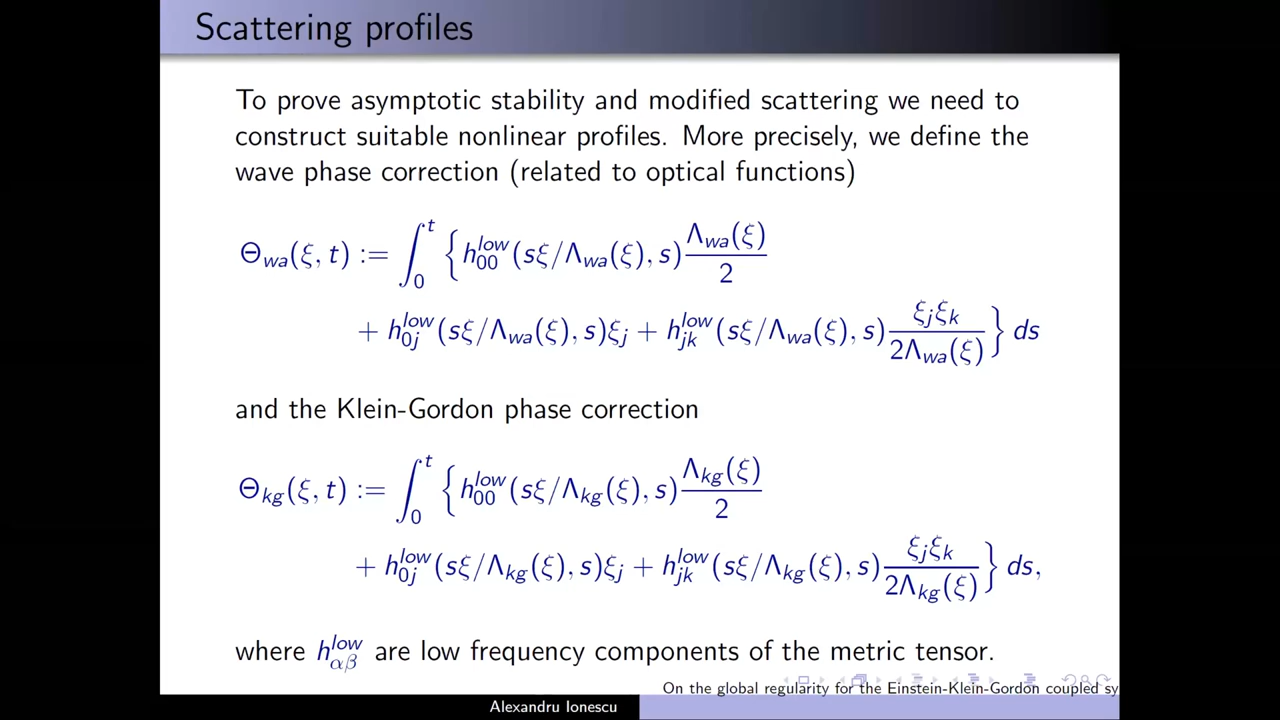 Scattering profiles
To prove asymptotic stability and modified scattering we need to
construct suitable nonlinear profiles. More precisely, we define the
wave phase correction (related to optical functions)
Θ_{wa}(ξ, t) := ∫_0^t { h_{00}^{low}(sξ/Λ_{wa}(ξ), s) Λ_{wa}(ξ)/2
+ h_{0j}^{low}(sξ/Λ_{wa}(ξ), s)ξ_j + h_{jk}^{low}(sξ/Λ_{wa}(ξ), s) ξ_jξ_k/2Λ_{wa}(ξ) } ds
and the Klein-Gordon phase correction
Θ_{kg}(ξ, t) := ∫_0^t { h_{00}^{low}(sξ/Λ_{kg}(ξ), s) Λ_{kg}(ξ)/2
+ h_{0j}^{low}(sξ/Λ_{kg}(ξ), s)ξ_j + h_{jk}^{low}(sξ/Λ_{kg}(ξ), s) ξ_jξ_k/2Λ_{kg}(ξ) } ds,
where h_{αβ}^{low} are low frequency components of the metric tensor.
On the global regularity for the Einstein-Klein-Gordon coupled sy
Alexandru Ionescu